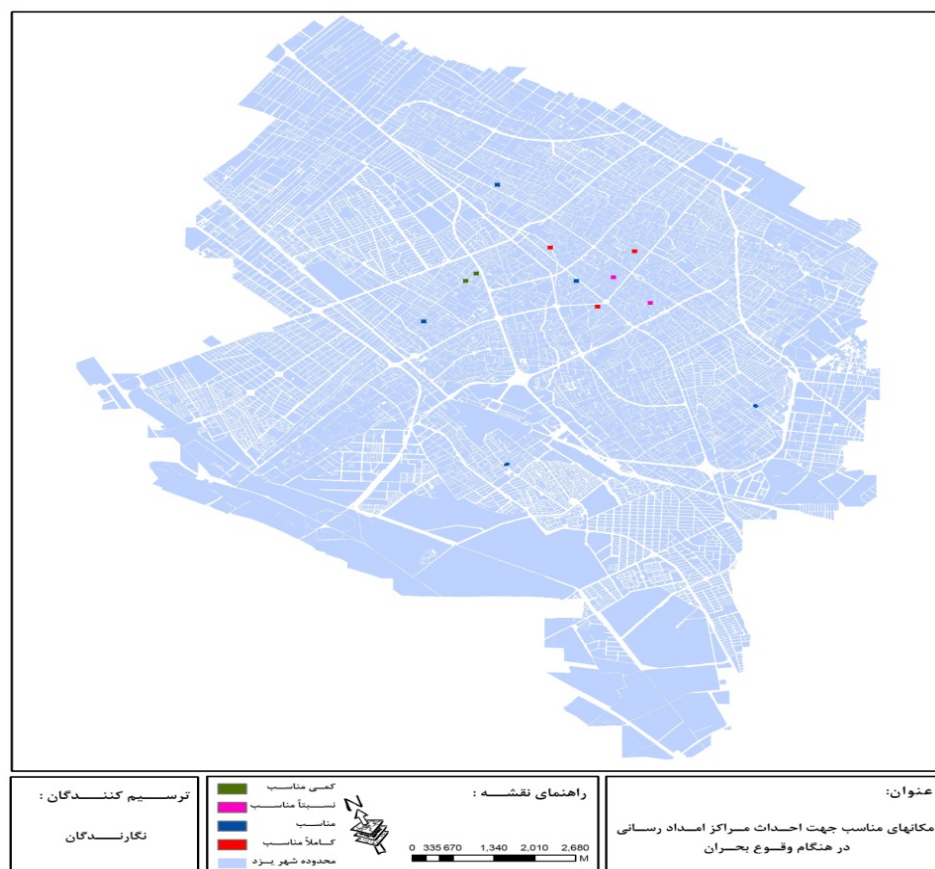 عنوان:
مکانهای مناسب جهت احداث مراکز امداد رسانی
در هنگام وقوع بحران
راهنمای نقشه :
کمی مناسب
نسبتاً مناسب
مناسب
کاملاً مناسب
محدوده شهر یزد
N
0 335 670 1,340 2,010 2,680
M
ترسیم کنندگان :
نگارندگان